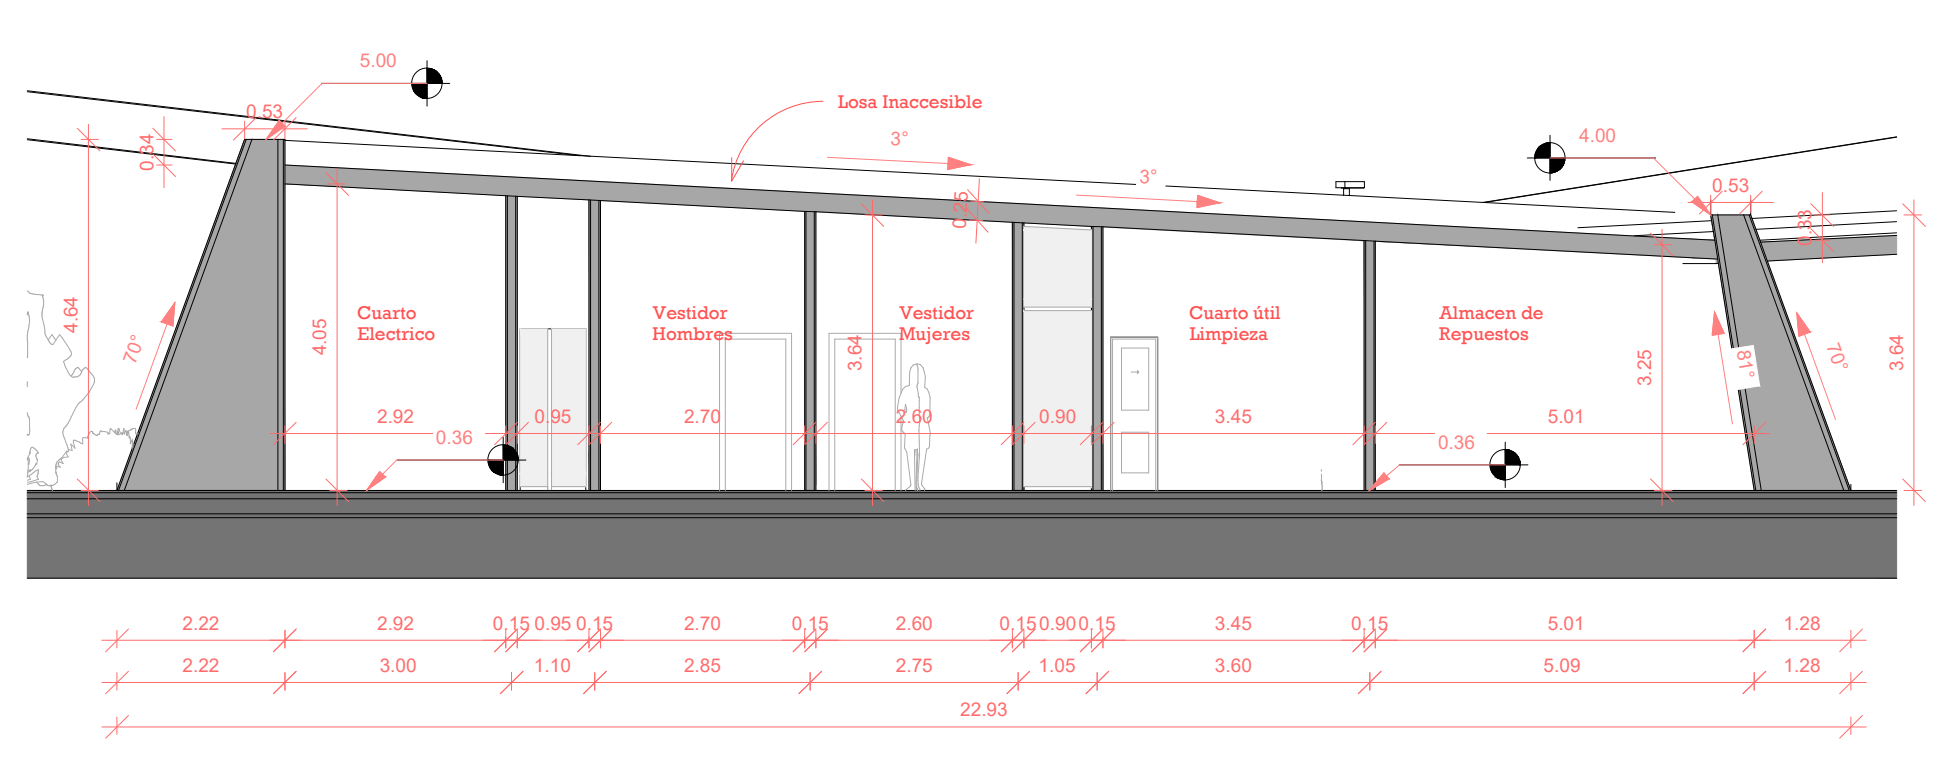 5.00
0.53
Losa Inaccesible
3°
4.00
0.34
3°
0.53
0.25
0.33
4.64
Cuarto
Electrico
Vestidor
Hombres
Vestidor
Mujeres
Cuarto útil
Limpieza
Almacen de
Repuestos
70°
4.05
3.64
3.25
81°
70°
3.64
2.92
0.95
2.70
2.60
0.90
3.45
5.01
0.36
0.36
2.22 2.92 0.15 0.95 0.15 2.70 0.15 2.60 0.15 0.90 0.15 3.45 0.15 5.01 1.28
2.22 3.00 1.10 2.85 2.75 1.05 3.60 5.09 1.28
22.93